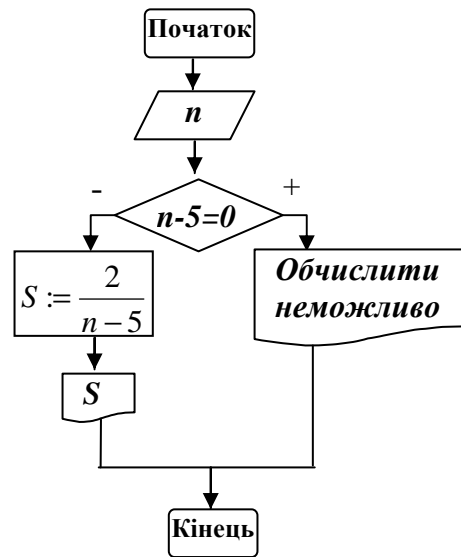 Початок
n
-
+
n-5=0
S := 2/(n − 5)
Обчислити
неможливо
S
Кінець